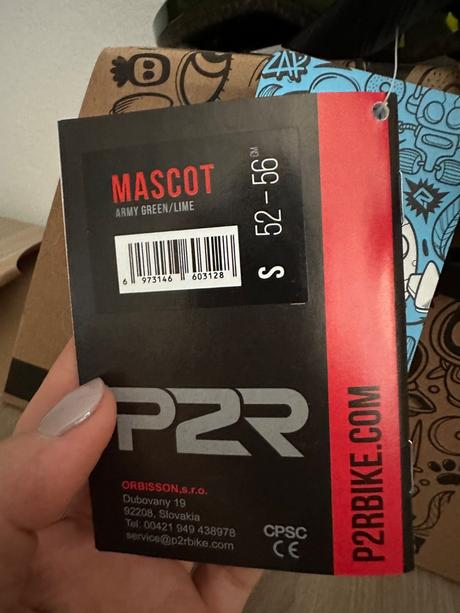 ZAP
MASCOT
ARMY GREEN/LIME
6 973146 603128
S 52 – 56 CM
P2R
ORBISSON,s.r.o.
Dubovany 19
92208, Slovakia
Tel. 00421 949 438978
service@p2rbike.com
CPSC
CE
P2RBIKE.COM